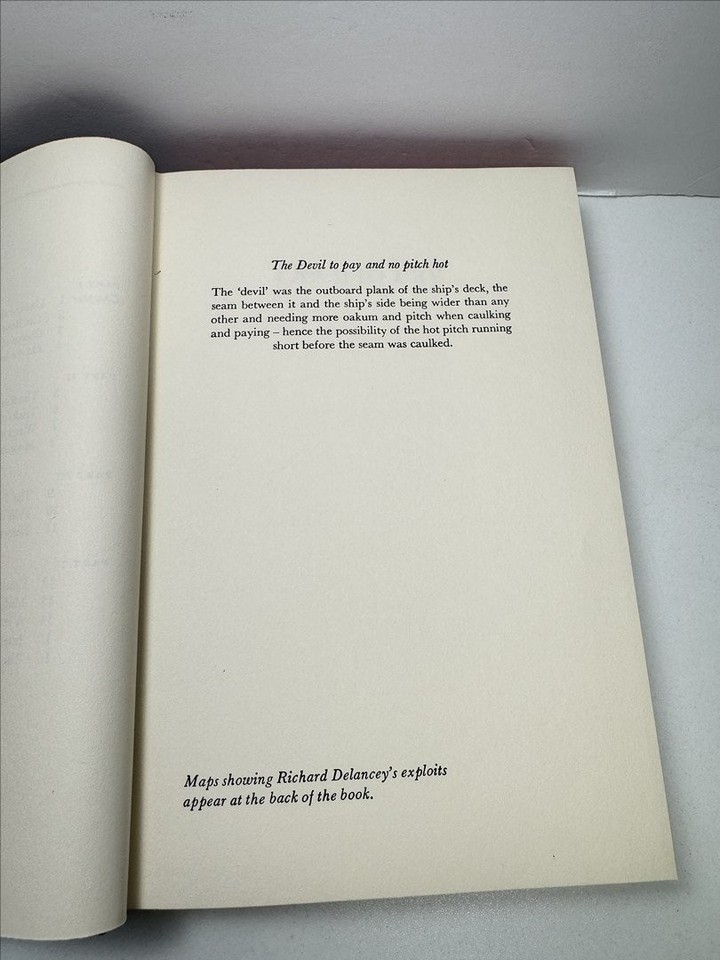 The Devil to pay and no pitch hot
The ‘devil’ was the outboard plank of the ship’s deck, the
seam between it and the ship’s side being wider than any
other and needing more oakum and pitch when caulking
and paying – hence the possibility of the hot pitch running
short before the seam was caulked.
Maps showing Richard Delancey’s exploits
appear at the back of the book.